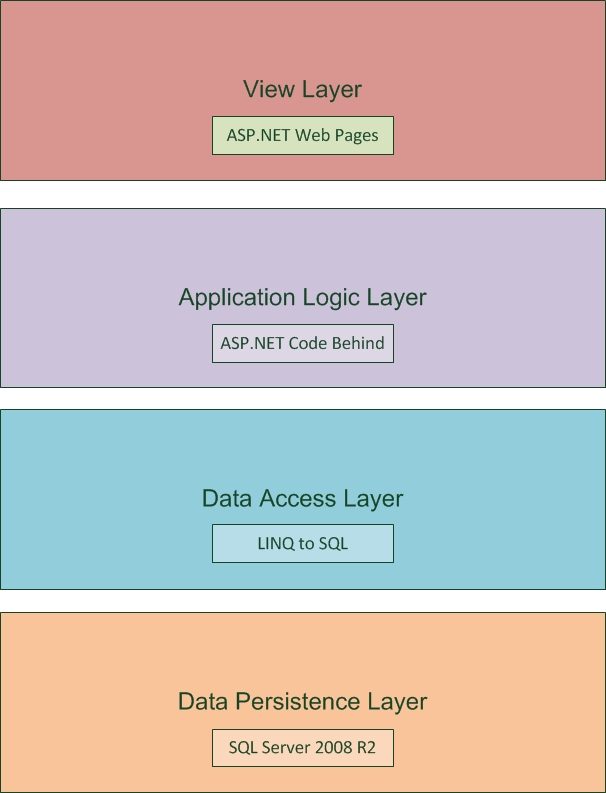 View Layer
ASP.NET Web Pages
Application Logic Layer
ASP.NET Code Behind
Data Access Layer
LINQ to SQL
Data Persistence Layer
SQL Server 2008 R2